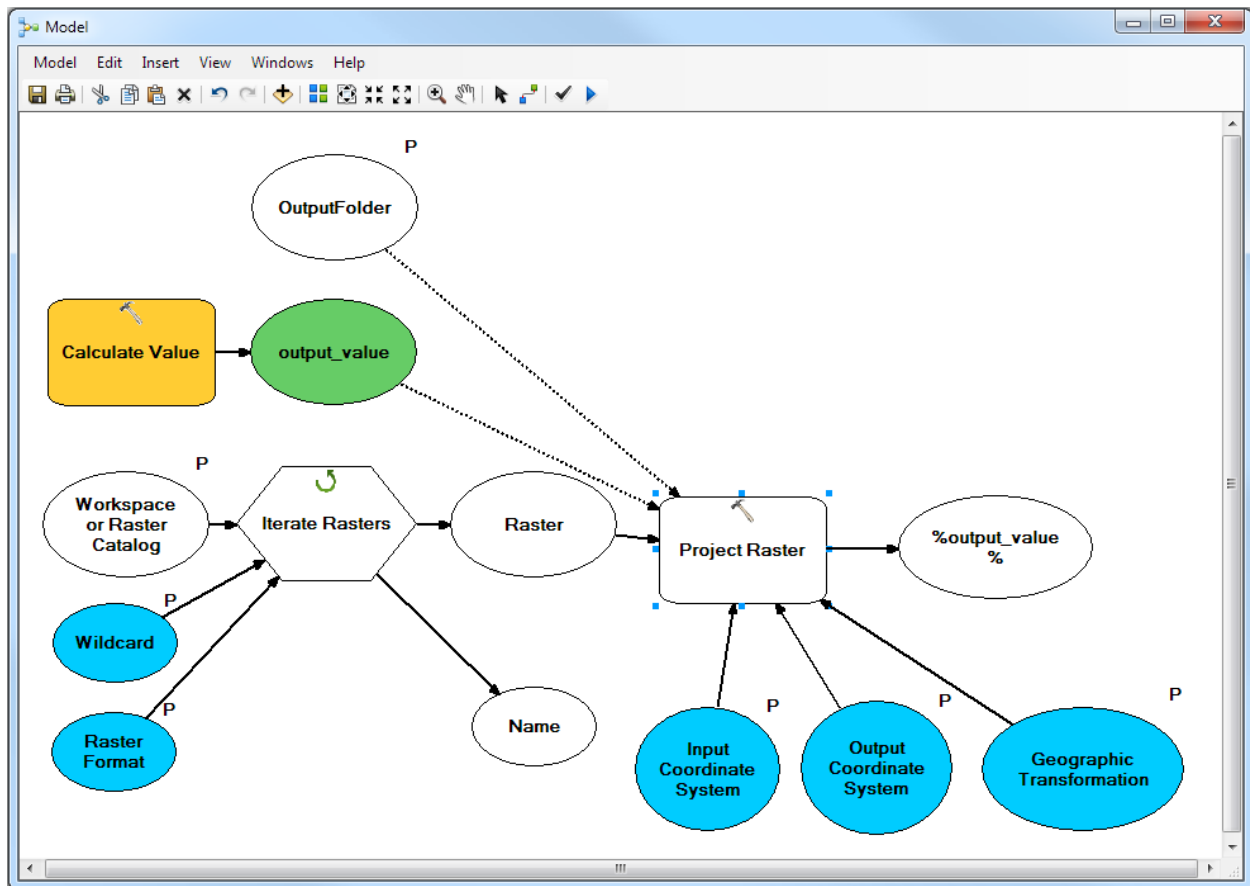 Model
Model Edit Insert View Windows Help
P
OutputFolder
Calculate Value
output_value
P
Workspace
or Raster
Catalog
Iterate Rasters
Raster
Project Raster
%output_value
%
P
Wildcard
P
Raster
Format
Name
P
Input
Coordinate
System
P
Output
Coordinate
System
P
Geographic
Transformation